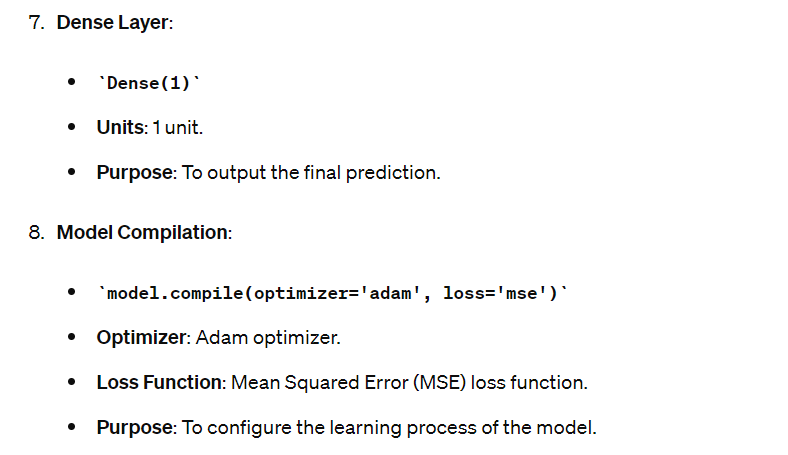 7. Dense Layer:
• `Dense(1)`
• Units: 1 unit.
• Purpose: To output the final prediction.
8. Model Compilation:
• `model.compile(optimizer='adam', loss='mse')`
• Optimizer: Adam optimizer.
• Loss Function: Mean Squared Error (MSE) loss function.
• Purpose: To configure the learning process of the model.